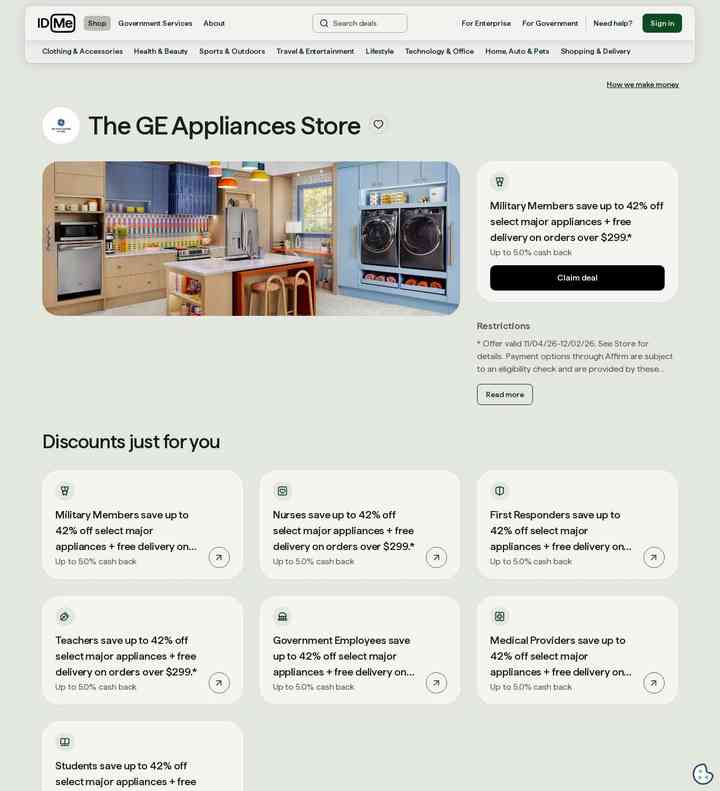 ID.Me
Shop
Government Services
About
Search deals
For Enterprise
For Government
Need help?
Sign in
Clothing & Accessories
Health & Beauty
Sports & Outdoors
Travel & Entertainment
Lifestyle
Technology & Office
Home, Auto & Pets
Shopping & Delivery
How we make money
The GE Appliances Store
Military Members save up to 42% off
select major appliances + free
delivery on orders over $299.*
Up to 5.0% cash back
Claim deal
Restrictions
* Offer valid 11/04/26-12/02/26. See Store for
details. Payment options through Affirm are subject
to an eligibility check and are provided by these...
Read more
Discounts just for you
Military Members save up to
42% off select major
appliances + free delivery on...
Up to 5.0% cash back
Nurses save up to 42% off
select major appliances + free
delivery on orders over $299.*
Up to 5.0% cash back
First Responders save up to
42% off select major
appliances + free delivery on...
Up to 5.0% cash back
Teachers save up to 42% off
select major appliances + free
delivery on orders over $299.*
Up to 5.0% cash back
Government Employees save
up to 42% off select major
appliances + free delivery on...
Up to 5.0% cash back
Medical Providers save up to
42% off select major
appliances + free delivery on...
Up to 5.0% cash back
Students save up to 42% off
select major appliances + free